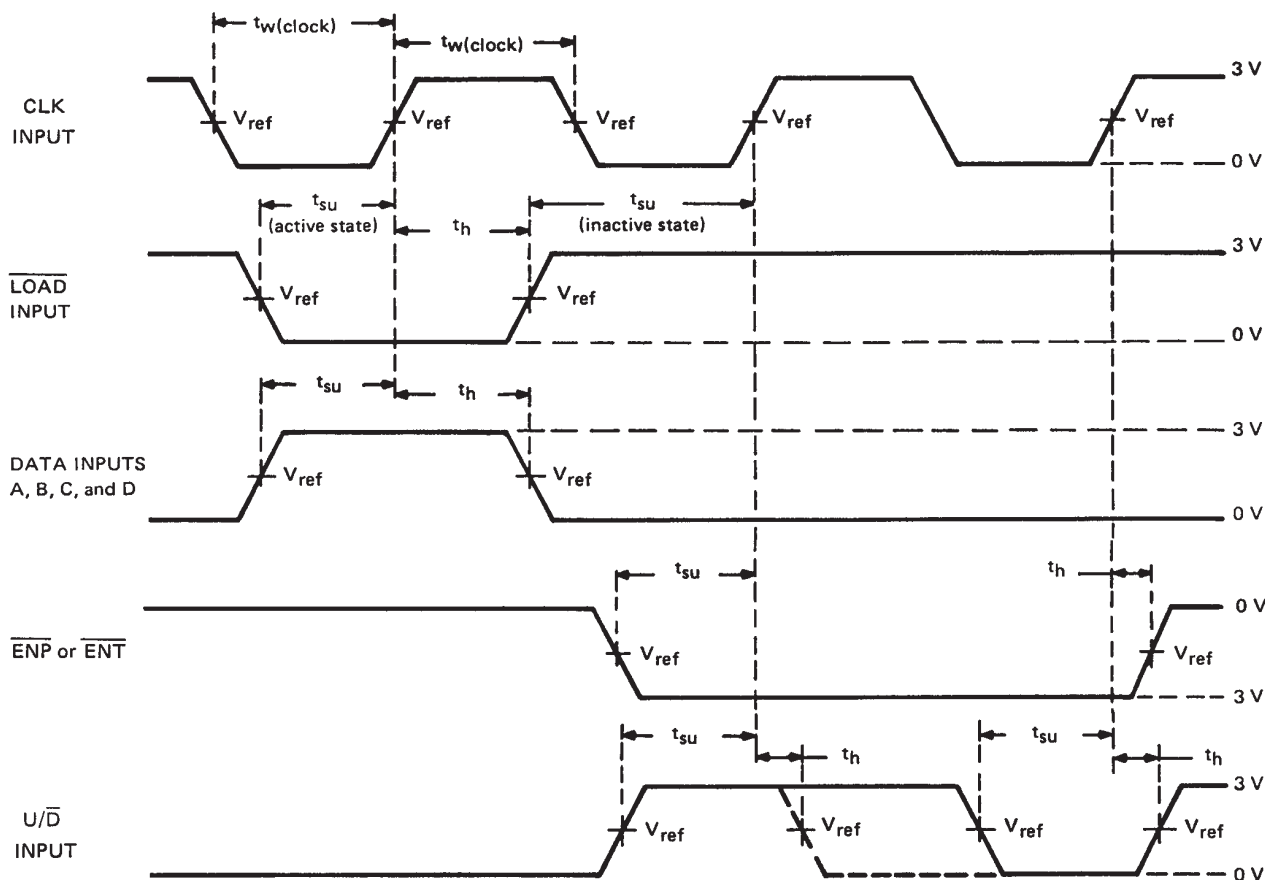 tw(clock)
tw(clock)
3 V
CLK
INPUT
Vref
Vref
Vref
Vref
Vref
0 V
tsu
(active state)
th
tsu
(inactive state)
3 V
LOAD
INPUT
Vref
Vref
0 V
tsu
th
3 V
DATA INPUTS
A, B, C, and D
Vref
Vref
0 V
tsu
th
0 V
ENP or ENT
Vref
Vref
3 V
tsu
th
tsu
th
3 V
U/D
INPUT
Vref
Vref
Vref
Vref
0 V